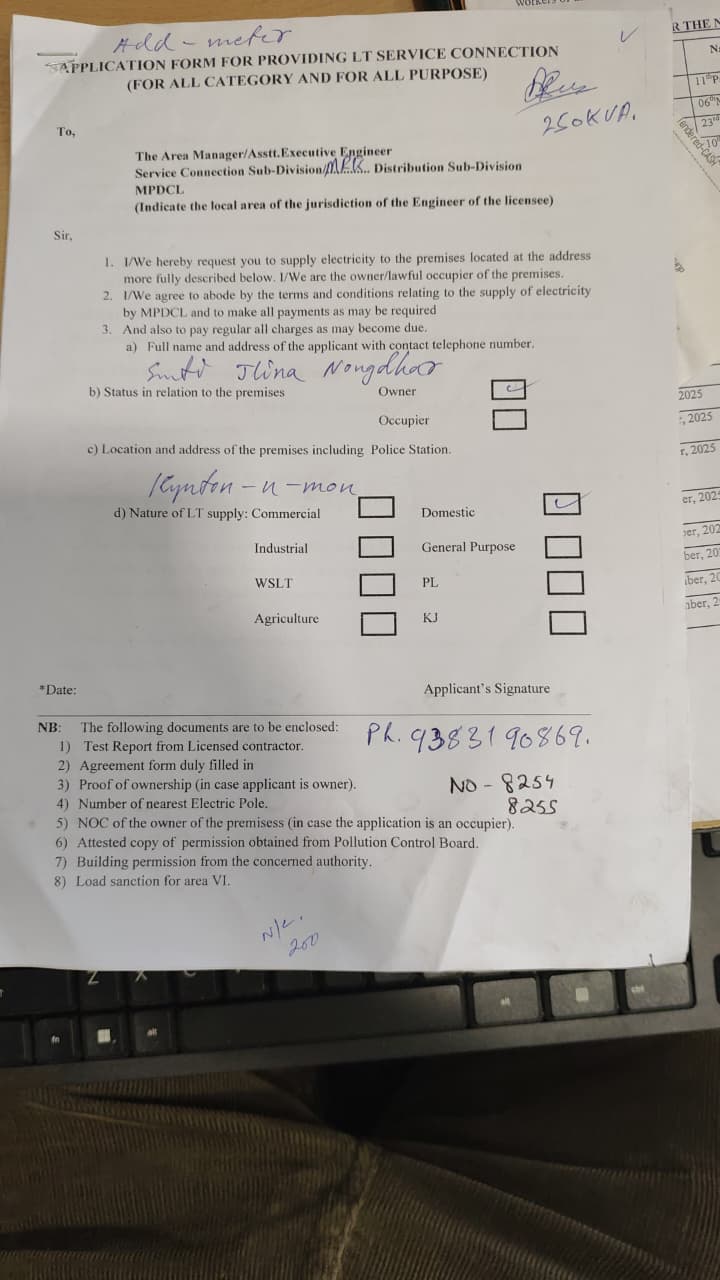 Add - meter
APPLICATION FORM FOR PROVIDING LT SERVICE CONNECTION
(FOR ALL CATEGORY AND FOR ALL PURPOSE)
250KVA.
To,
The Area Manager/Asstt.Executive Engineer
Service Connection Sub-Division/ Distribution Sub-Division
MPDCL
(Indicate the local area of the jurisdiction of the Engineer of the licensee)
Sir,
1. I/We hereby request you to supply electricity to the premises located at the address
more fully described below. I/We are the owner/lawful occupier of the premises.
2. I/We agree to abode by the terms and conditions relating to the supply of electricity
by MPDCL and to make all payments as may be required
3. And also to pay regular all charges as may become due.
a) Full name and address of the applicant with contact telephone number.
Smti Nongdhar
b) Status in relation to the premises Owner
Occupier
c) Location and address of the premises including Police Station.
Kynton - u - mon
d) Nature of LT supply: Commercial Domestic
Industrial General Purpose
WSLT PL
Agriculture KJ
*Date: Applicant's Signature
NB: The following documents are to be enclosed:
Ph. 9383190869.
1) Test Report from Licensed contractor.
2) Agreement form duly filled in
3) Proof of ownership (in case applicant is owner).
NO - 8254
4) Number of nearest Electric Pole.
8255
5) NOC of the owner of the premisess (in case the application is an occupier).
6) Attested copy of permission obtained from Pollution Control Board.
7) Building permission from the concerned authority.
8) Load sanction for area VI.
200
R THE
2025
, 2025
r, 2025
er, 202
ber, 20
fn
alt
Z
X
alt
ctrl